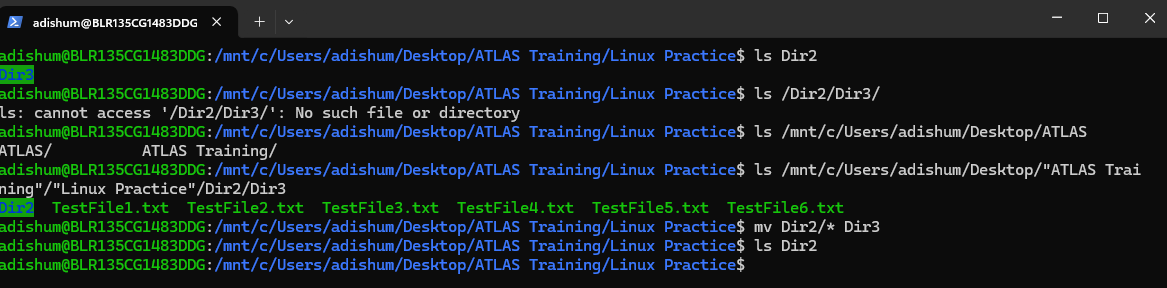 adishum@BLR135CG1483DDG
adishum@BLR135CG1483DDG:/mnt/c/Users/adishum/Desktop/ATLAS Training/Linux Practice$ ls Dir2
Dir3
adishum@BLR135CG1483DDG:/mnt/c/Users/adishum/Desktop/ATLAS Training/Linux Practice$ ls /Dir2/Dir3/
ls: cannot access '/Dir2/Dir3/': No such file or directory
adishum@BLR135CG1483DDG:/mnt/c/Users/adishum/Desktop/ATLAS Training/Linux Practice$ ls /mnt/c/Users/adishum/Desktop/ATLAS
ATLAS/          ATLAS Training/
adishum@BLR135CG1483DDG:/mnt/c/Users/adishum/Desktop/ATLAS Training/Linux Practice$ ls /mnt/c/Users/adishum/Desktop/"ATLAS Trai
ning"/"Linux Practice"/Dir2/Dir3
Dir2  TestFile1.txt  TestFile2.txt  TestFile3.txt  TestFile4.txt  TestFile5.txt  TestFile6.txt
adishum@BLR135CG1483DDG:/mnt/c/Users/adishum/Desktop/ATLAS Training/Linux Practice$ mv Dir2/* Dir3
adishum@BLR135CG1483DDG:/mnt/c/Users/adishum/Desktop/ATLAS Training/Linux Practice$ ls Dir2
adishum@BLR135CG1483DDG:/mnt/c/Users/adishum/Desktop/ATLAS Training/Linux Practice$